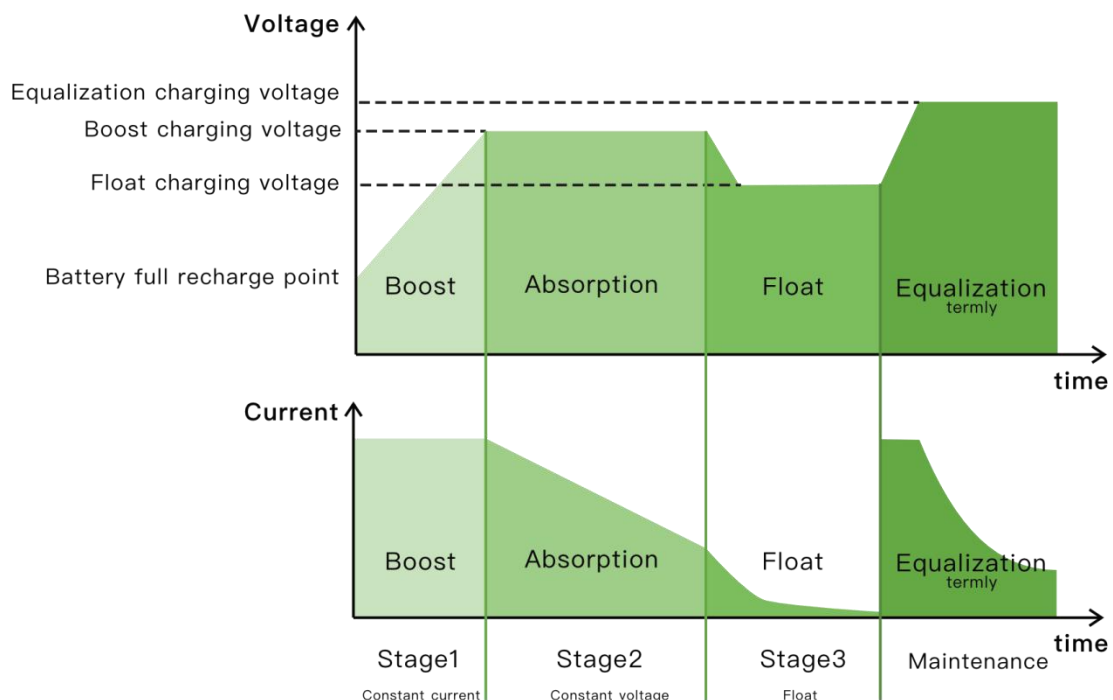 Voltage
Equalization charging voltage
Boost charging voltage
Float charging voltage
Battery full recharge point
Boost
Absorption
Float
Equalization
termly
time
Current
Boost
Absorption
Float
Equalization
termly
time
Stage1
Stage2
Stage3
Maintenance
Constant current
Constant voltage
Float